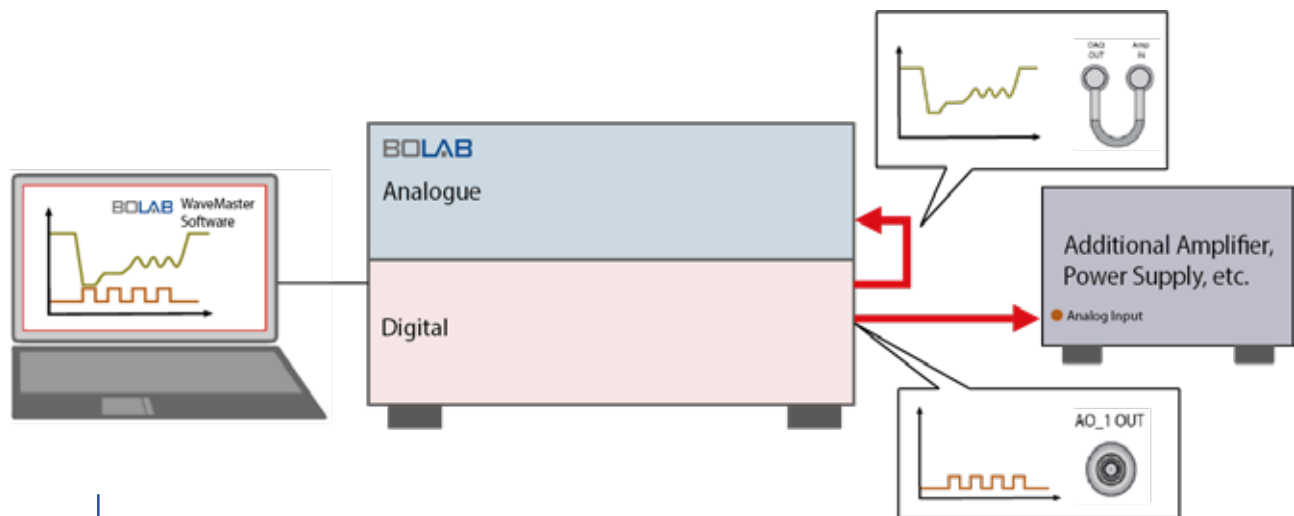 BOLAB WaveMaster
Software
BOLAB
Analogue
Digital
DAQ
OUT
Amp
IN
Additional Amplifier,
Power Supply, etc.
Analog Input
AO_1 OUT